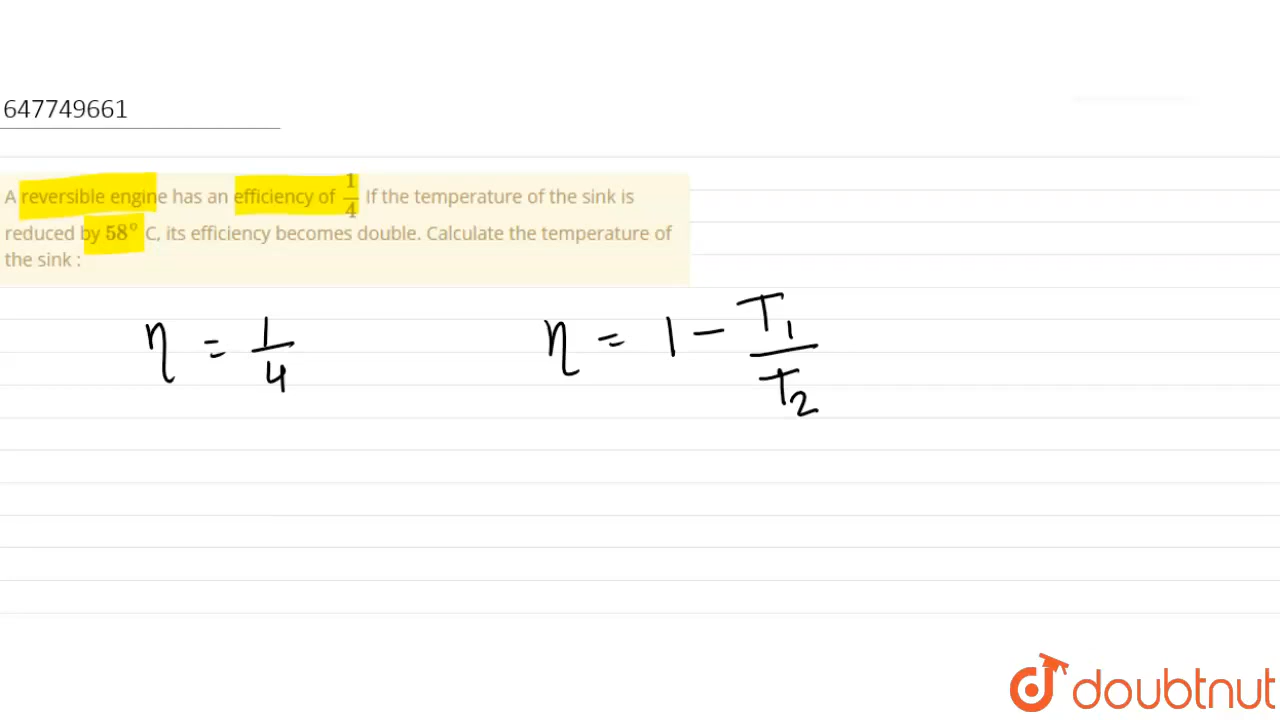 647749661
A reversible engine has an efficiency of 1/4 If the temperature of the sink is
reduced by 58° C, its efficiency becomes double. Calculate the temperature of
the sink :
η = 1/4
η = 1 - T₁/T₂
doubtnut